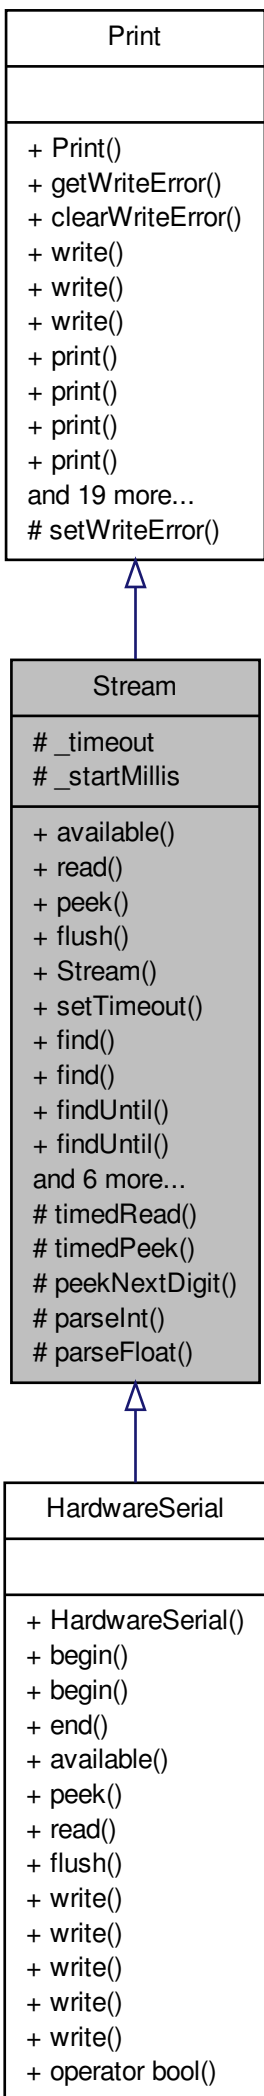 Print
+ Print()
+ getWriteError()
+ clearWriteError()
+ write()
+ write()
+ write()
+ print()
+ print()
+ print()
+ print()
and 19 more...
# setWriteError()
Stream
# _timeout
# _startMillis
+ available()
+ read()
+ peek()
+ flush()
+ Stream()
+ setTimeout()
+ find()
+ find()
+ findUntil()
+ findUntil()
and 6 more...
# timedRead()
# timedPeek()
# peekNextDigit()
# parseInt()
# parseFloat()
HardwareSerial
+ HardwareSerial()
+ begin()
+ begin()
+ end()
+ available()
+ peek()
+ read()
+ flush()
+ write()
+ write()
+ write()
+ write()
+ write()
+ operator bool()